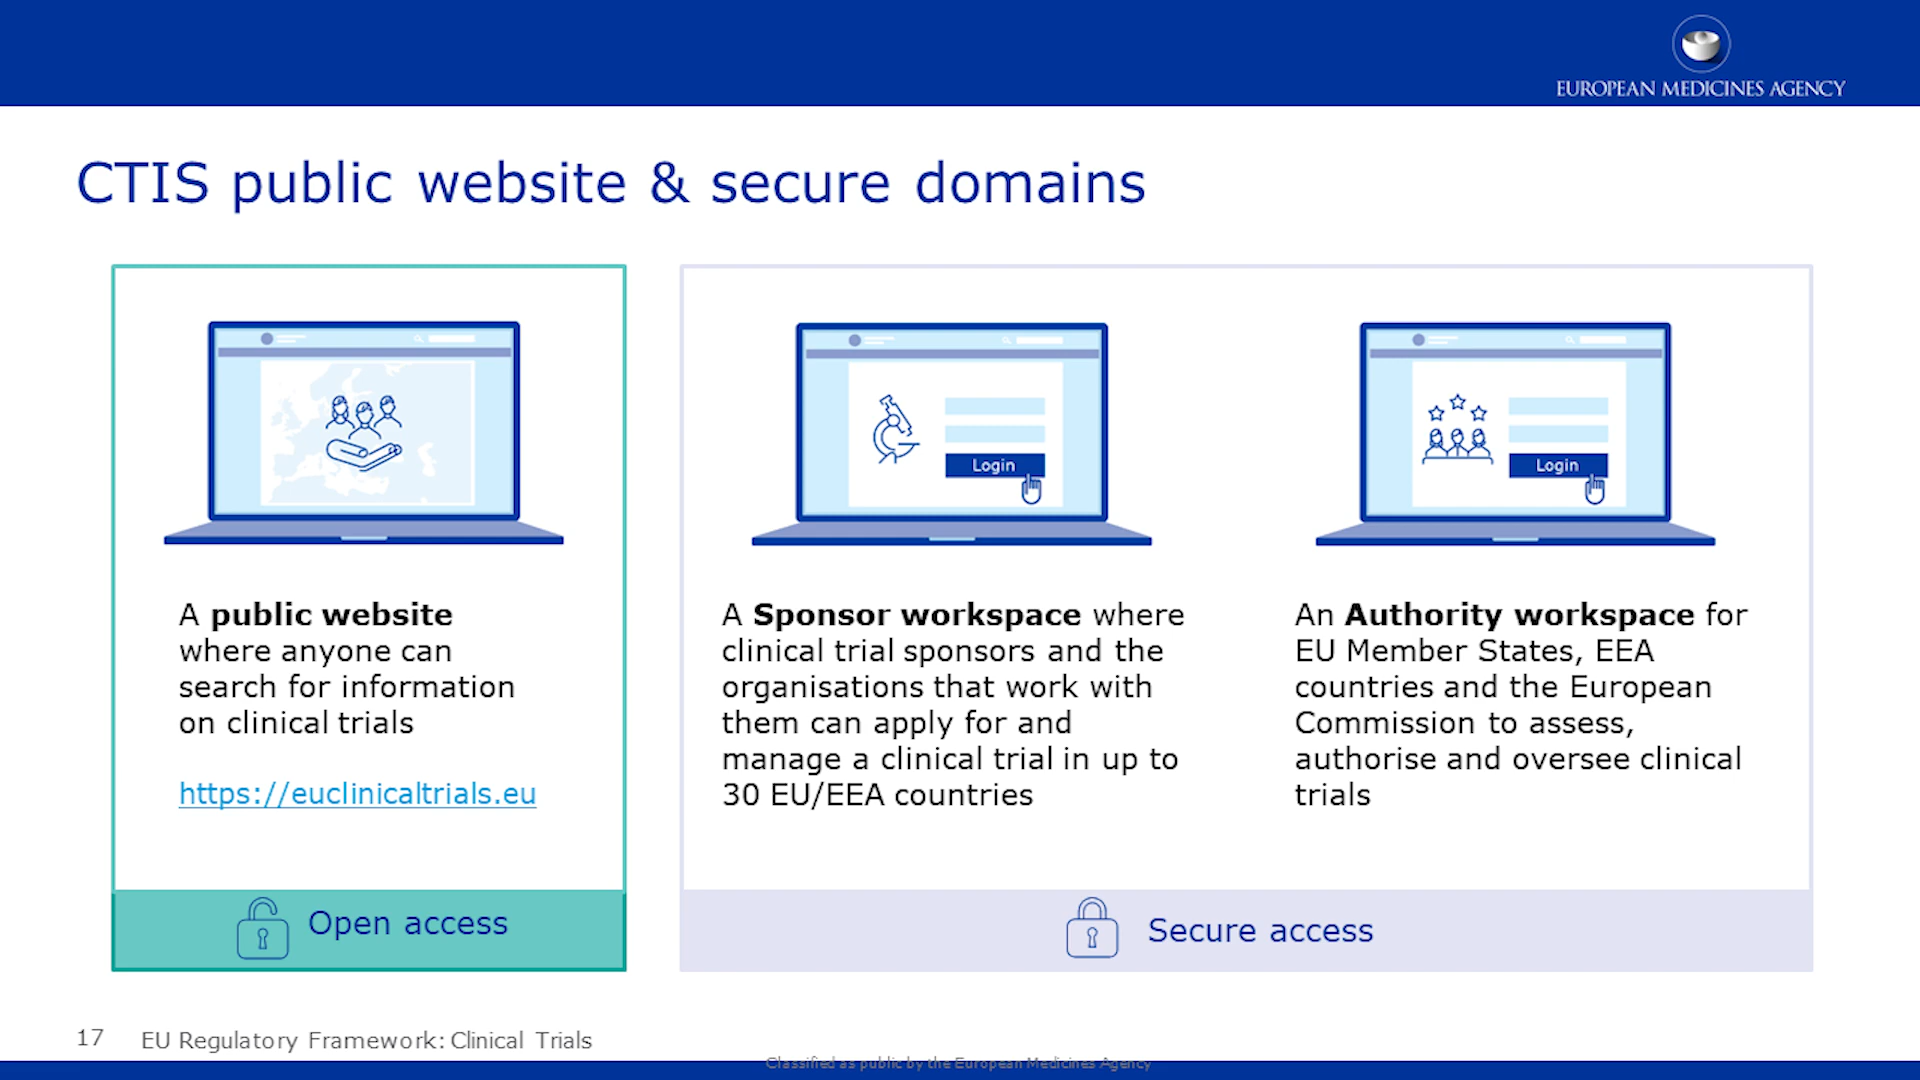 EUROPEAN MEDICINES AGENCY
CTIS public website & secure domains
A public website
where anyone can
search for information
on clinical trials
https://euclinicaltrials.eu
Open access
Login
A Sponsor workspace where
clinical trial sponsors and the
organisations that work with
them can apply for and
manage a clinical trial in up to
30 EU/EEA countries
Login
An Authority workspace for
EU Member States, EEA
countries and the European
Commission to assess,
authorise and oversee clinical
trials
Secure access
17 EU Regulatory Framework: Clinical Trials
Classified as public by the European Medicines Agency